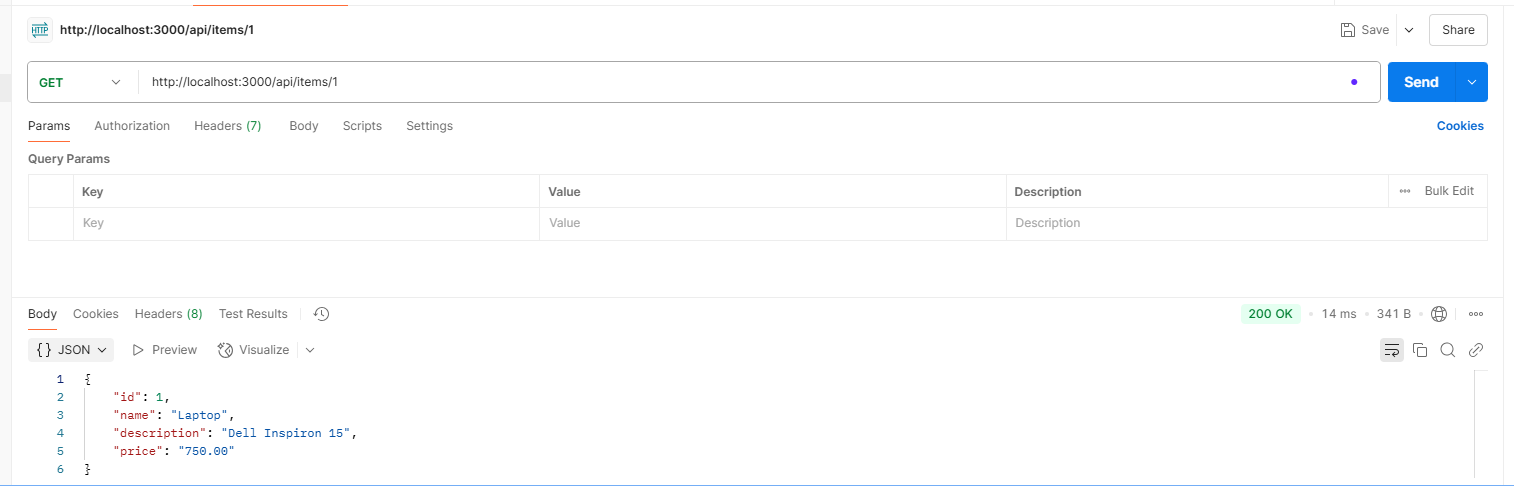 HTTP http://localhost:3000/api/items/1 Save Share
GET http://localhost:3000/api/items/1 Send
Params Authorization Headers (7) Body Scripts Settings Cookies
Query Params
Key Value Description Bulk Edit
Key Value Description
Body Cookies Headers (8) Test Results 200 OK 14 ms 341 B
{} JSON Preview Visualize
1 {
2 "id": 1,
3 "name": "Laptop",
4 "description": "Dell Inspiron 15",
5 "price": "750.00"
6 }